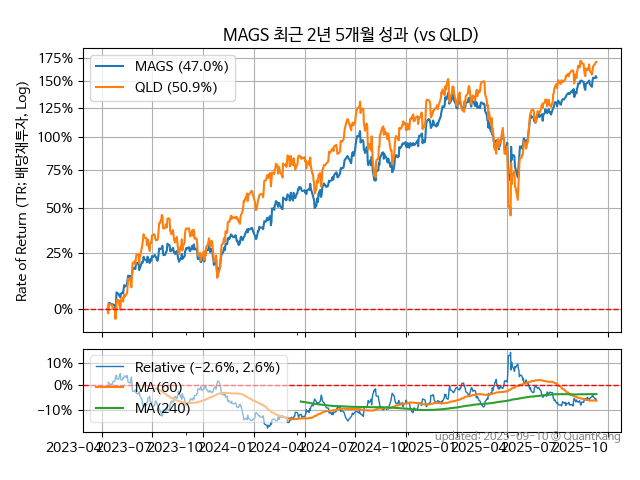 MAGS 최근 2년 5개월 성과 (vs QLD)
Rate of Return (TR; 배당재투자, Log)
175%
150%
125%
100%
75%
50%
25%
0%
MAGS (47.0%)
QLD (50.9%)
10%
0%
−10%
Relative (−2.6%, 2.6%)
MA(60)
MA(240)
2023-04 2023-07 2023-10 2024-01 2024-04 2024-07 2024-10 2025-01 2025-04 2025-07 2025-10
updated: 2025-09-10 © QuantKang